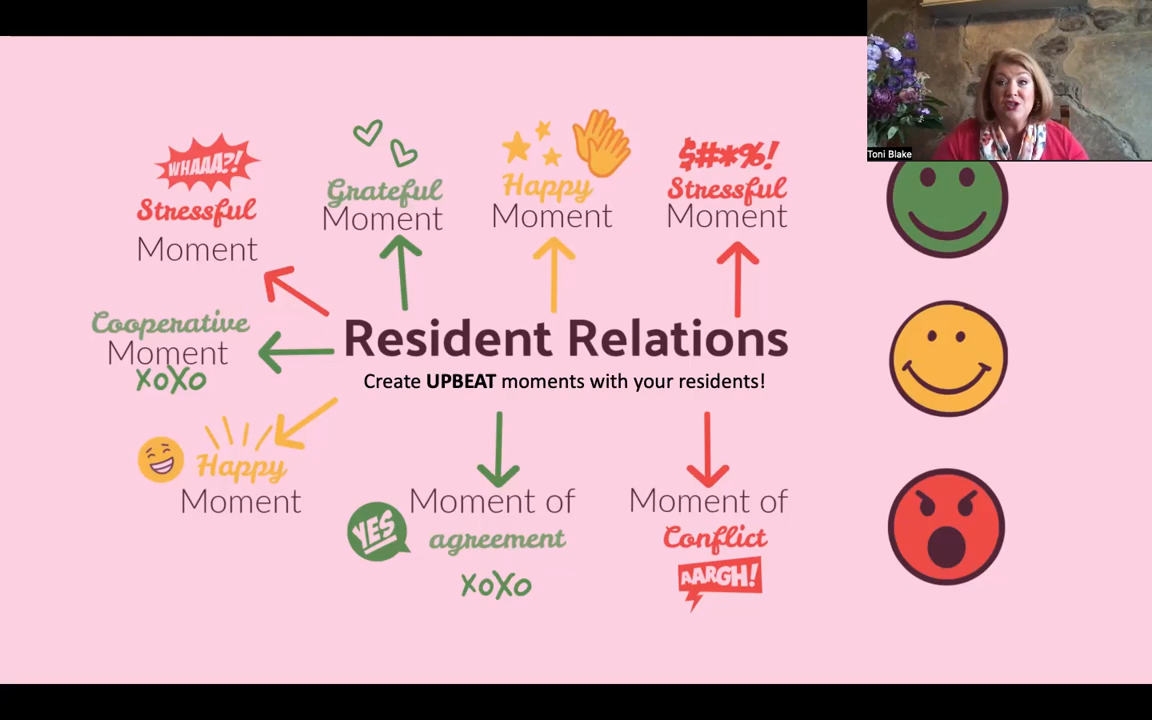 Toni Blake
WHAAA?!
Stressful
Moment
Grateful
Moment
Happy
Moment
$#*%!
Stressful
Moment
Cooperative
Moment
XOXO
Resident Relations
Create UPBEAT moments with your residents!
Happy
Moment
YES
Moment of
agreement
XOXO
Moment of
Conflict
AARGH!